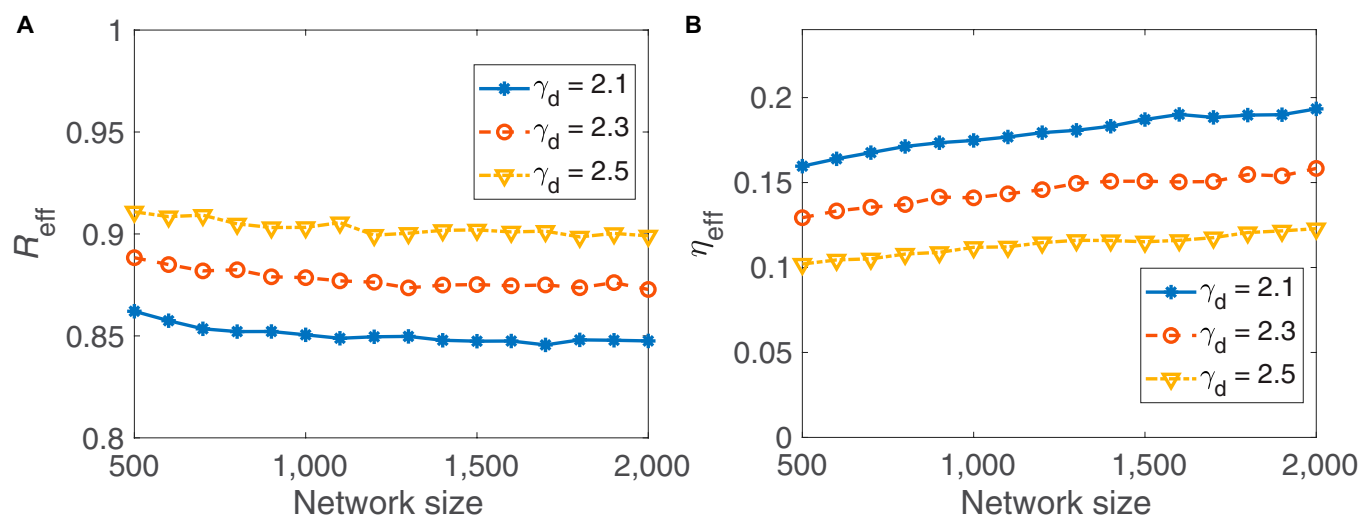 A
1
0.95
0.9
0.85
0.8
R_eff
500
1,000
1,500
2,000
Network size
γ_d = 2.1
γ_d = 2.3
γ_d = 2.5
B
0.2
0.15
0.1
0.05
0
η_eff
500
1,000
1,500
2,000
Network size
γ_d = 2.1
γ_d = 2.3
γ_d = 2.5